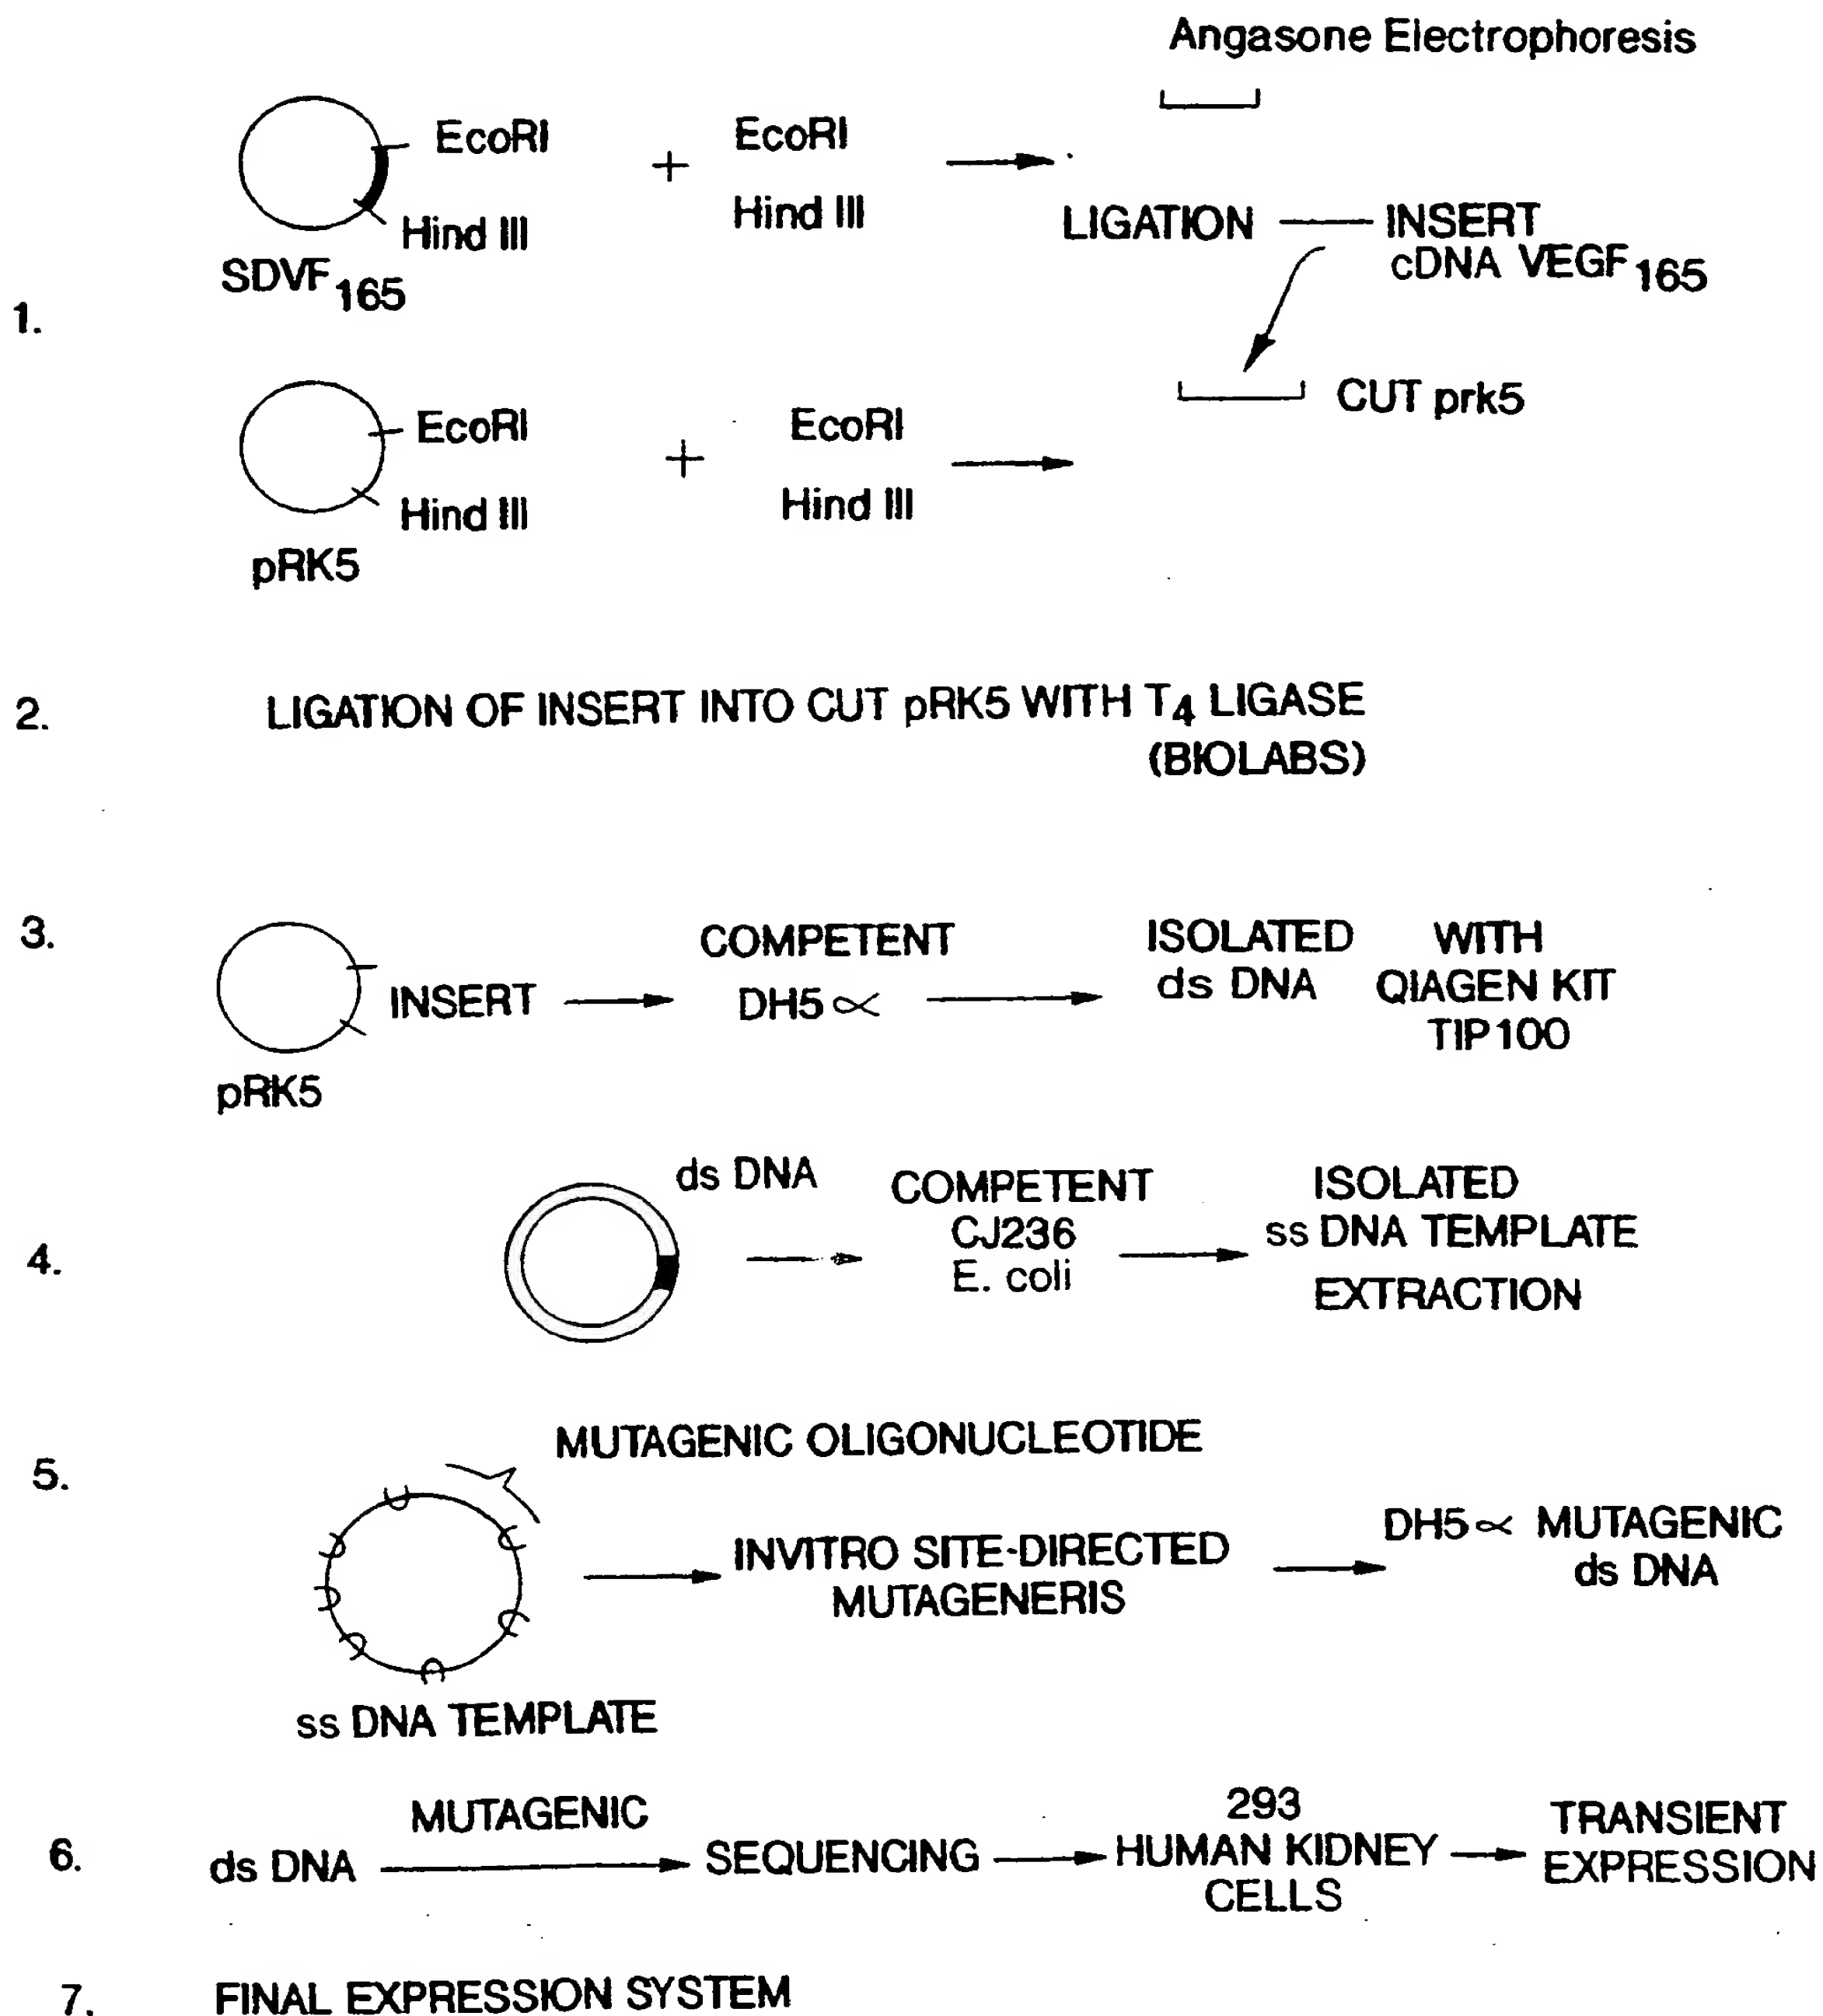 Angasone Electrophoresis
1.
EcoRI
Hind III
SDVF165
+
EcoRI
Hind III
LIGATION
INSERT
cDNA VEGF165
EcoRI
Hind III
pRK5
+
EcoRI
Hind III
CUT prk5
2.
LIGATION OF INSERT INTO CUT pRK5 WITH T4 LIGASE
(BIOLABS)
3.
INSERT
pRK5
COMPETENT
DH5 ∝
ISOLATED
ds DNA
WITH
QIAGEN KIT
TIP100
4.
ds DNA
COMPETENT
CJ236
E. coli
ISOLATED
ss DNA TEMPLATE
EXTRACTION
5.
MUTAGENIC OLIGONUCLEOTIDE
ss DNA TEMPLATE
INVITRO SITE-DIRECTED
MUTAGENERIS
DH5 ∝ MUTAGENIC
ds DNA
6.
ds DNA
MUTAGENIC
SEQUENCING
293
HUMAN KIDNEY
CELLS
TRANSIENT
EXPRESSION
7.
FINAL EXPRESSION SYSTEM